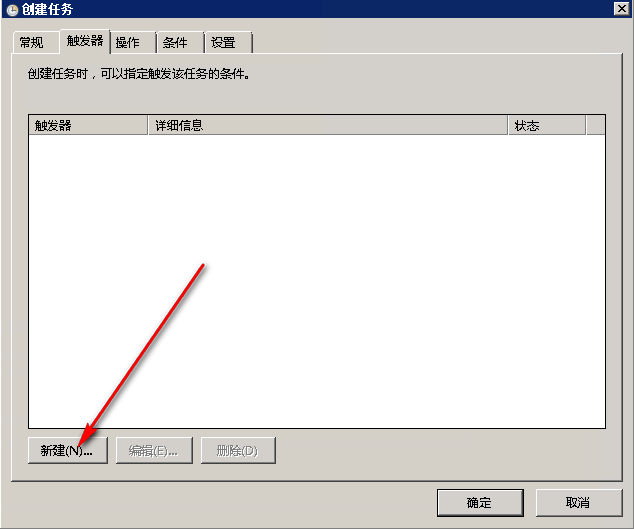 创建任务
常规 触发器 操作 条件 设置
创建任务时，可以指定触发该任务的条件。
触发器 详细信息 状态
新建(N)... 编辑(E)... 删除(D)
确定 取消